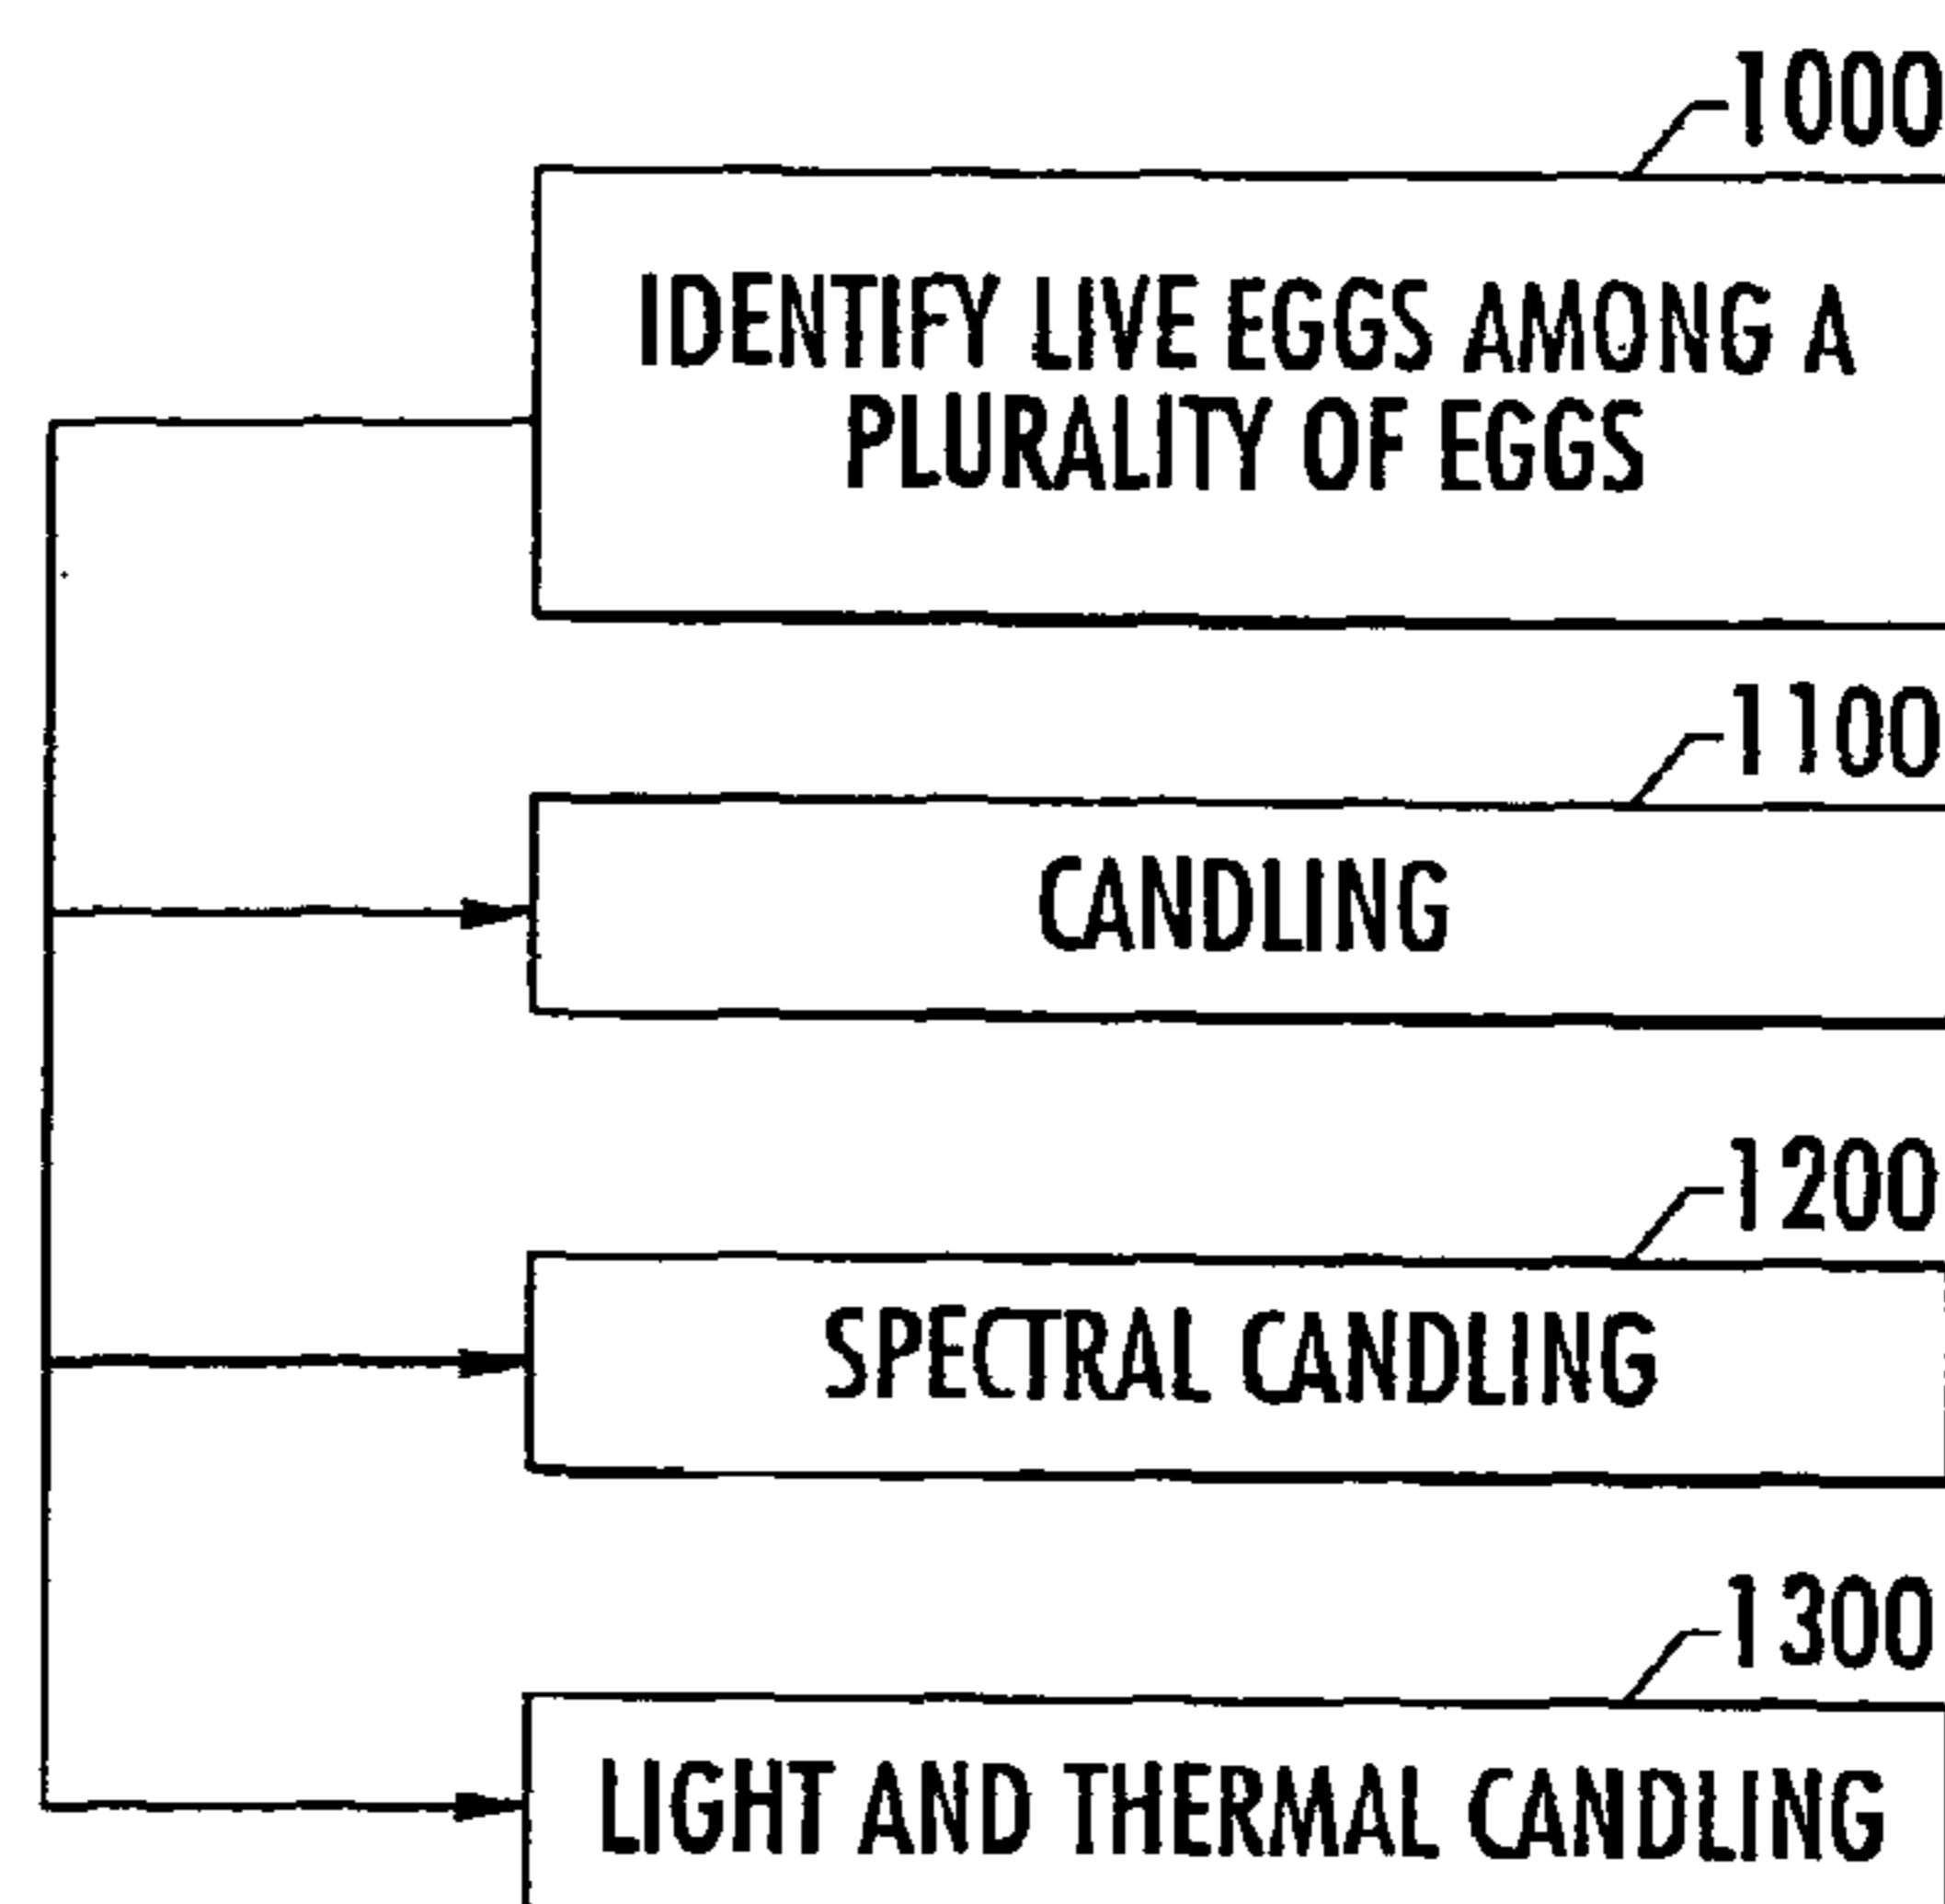 1000
IDENTIFY LIVE EGGS AMONG A
PLURALITY OF EGGS
1100
CANDLING
1200
SPECTRAL CANDLING
1300
LIGHT AND THERMAL CANDLING